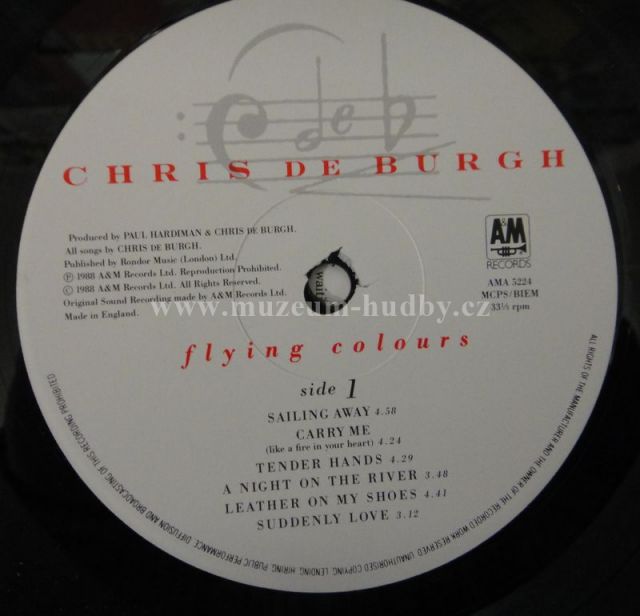 C de b
CHRIS DE BURGH
Produced by PAUL HARDIMAN & CHRIS DE BURGH.
All songs by CHRIS DE BURGH.
Published by Rondor Music (London) Ltd.
℗ 1988 A&M Records Ltd. Reproduction Prohibited.
© 1988 A&M Records Ltd. All Rights Reserved.
Original Sound Recording made by A&M Records Ltd.
Made in England.
A&M
RECORDS
AMA 5224
MCPS/BIEM
33⅓ rpm
www.muzeum-hudby.cz
flying colours
side 1
SAILING AWAY 4.58
CARRY ME
(like a fire in your heart) 4.24
TENDER HANDS 4.29
A NIGHT ON THE RIVER 3.48
LEATHER ON MY SHOES 4.41
SUDDENLY LOVE 3.12
ALL RIGHTS OF THE MANUFACTURER AND THE OWNER OF THE RECORDED WORK RESERVED. UNAUTHORISED COPYING, LENDING, HIRING, PUBLIC PERFORMANCE, DIFFUSION AND BROADCASTING OF THIS RECORDING PROHIBITED.